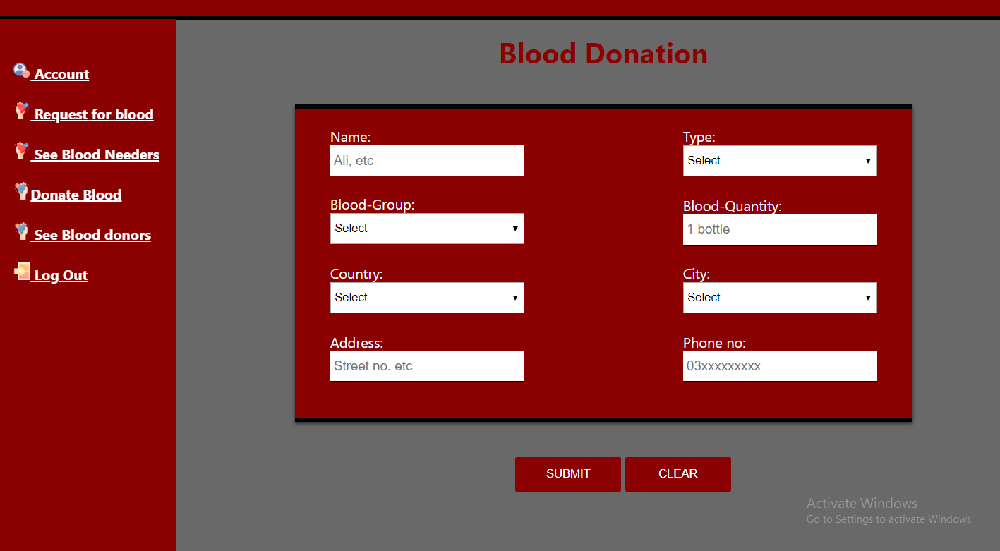 Blood Donation
Account
Request for blood
See Blood Needers
Donate Blood
See Blood donors
Log Out
Name:
Ali, etc
Type:
Select
Blood-Group:
Select
Blood-Quantity:
1 bottle
Country:
Select
City:
Select
Address:
Street no. etc
Phone no:
03xxxxxxxxx
SUBMIT
CLEAR
Activate Windows
Go to Settings to activate Windows.